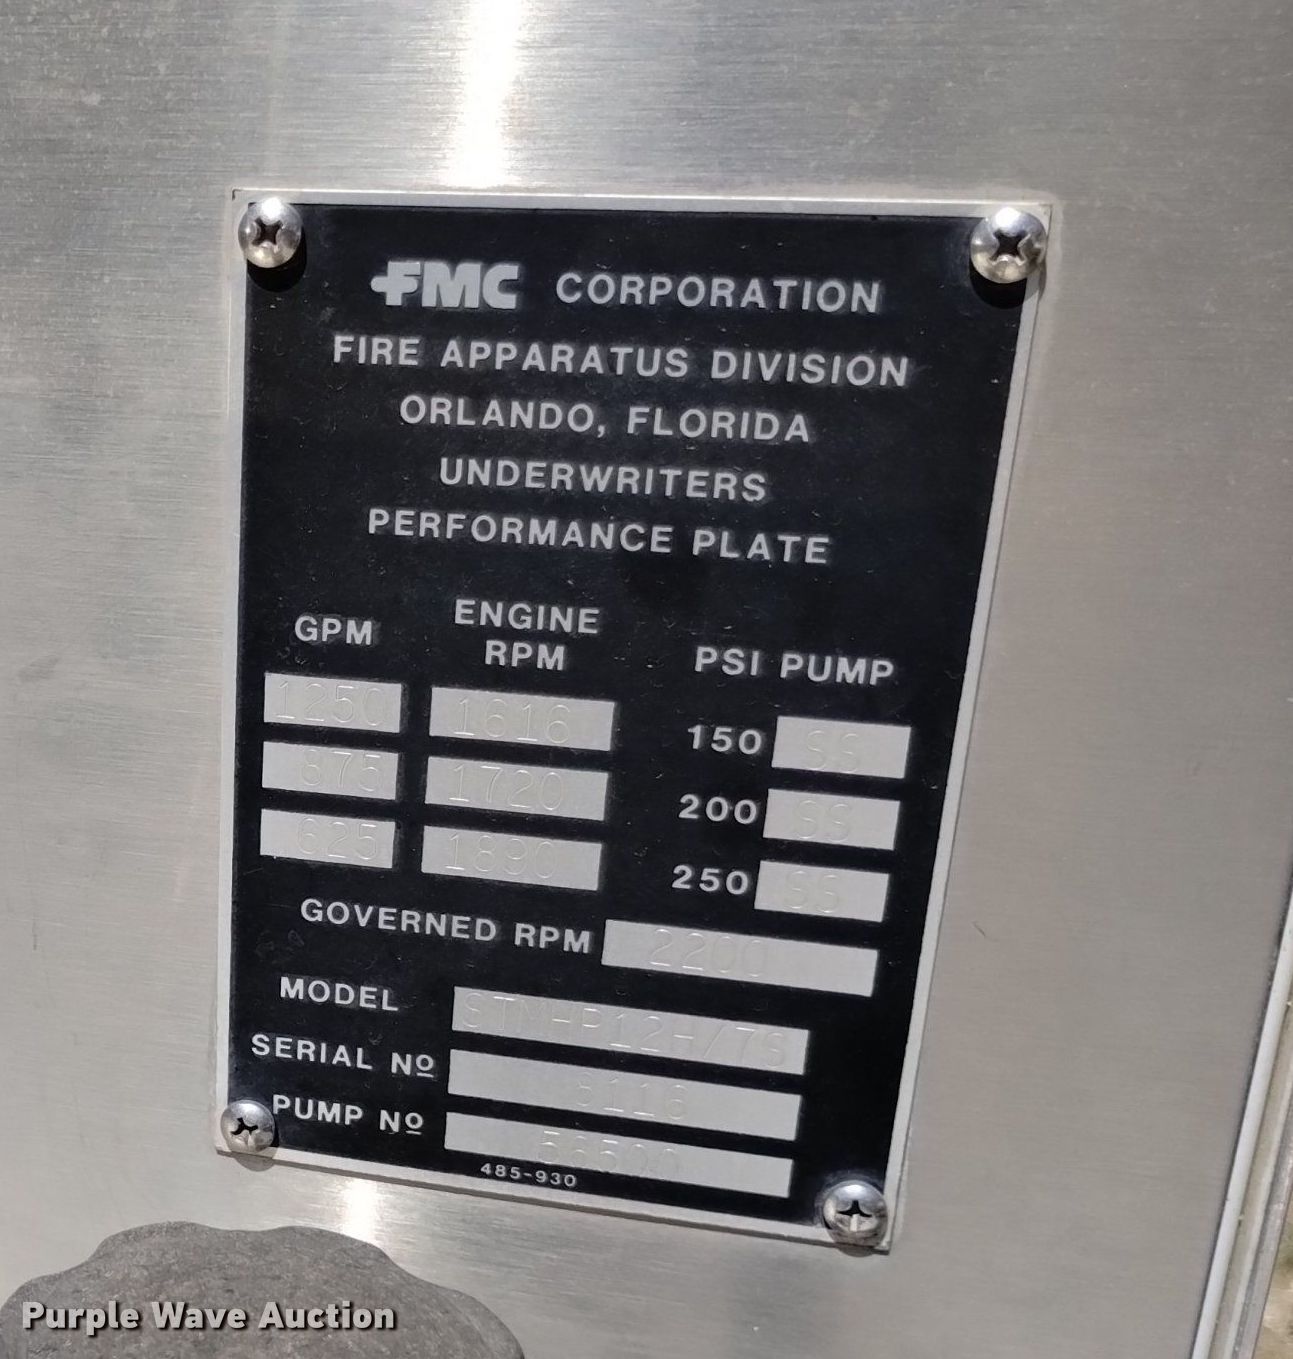 FMC CORPORATION
FIRE APPARATUS DIVISION
ORLANDO, FLORIDA
UNDERWRITERS
PERFORMANCE PLATE
GPM ENGINE RPM PSI PUMP
1250 1616 150 SS
875 1720 200 SS
625 1890 250 SS
GOVERNED RPM 2200
MODEL
SERIAL Nº
PUMP Nº 56500
485-930
Purple Wave Auction